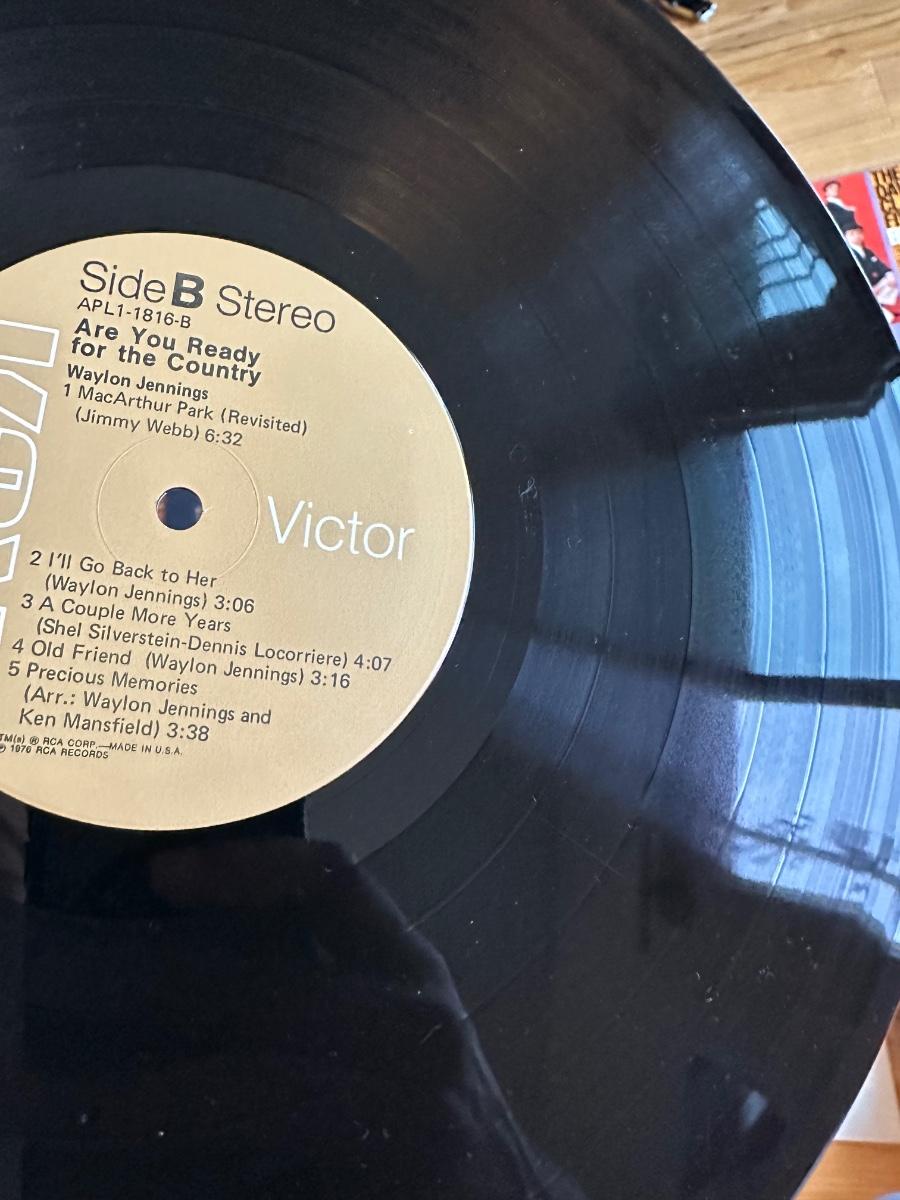 Side B Stereo
APL1-1816-B
Are You Ready
for the Country
Waylon Jennings
1 MacArthur Park (Revisited)
(Jimmy Webb) 6:32
RCA
Victor
2 I'll Go Back to Her
(Waylon Jennings) 3:06
3 A Couple More Years
(Shel Silverstein-Dennis Locorriere) 4:07
4 Old Friend (Waylon Jennings) 3:16
5 Precious Memories
(Arr.: Waylon Jennings and
Ken Mansfield) 3:38
TM(s) ® RCA CORP.—MADE IN U.S.A.
℗ 1976 RCA RECORDS
THE